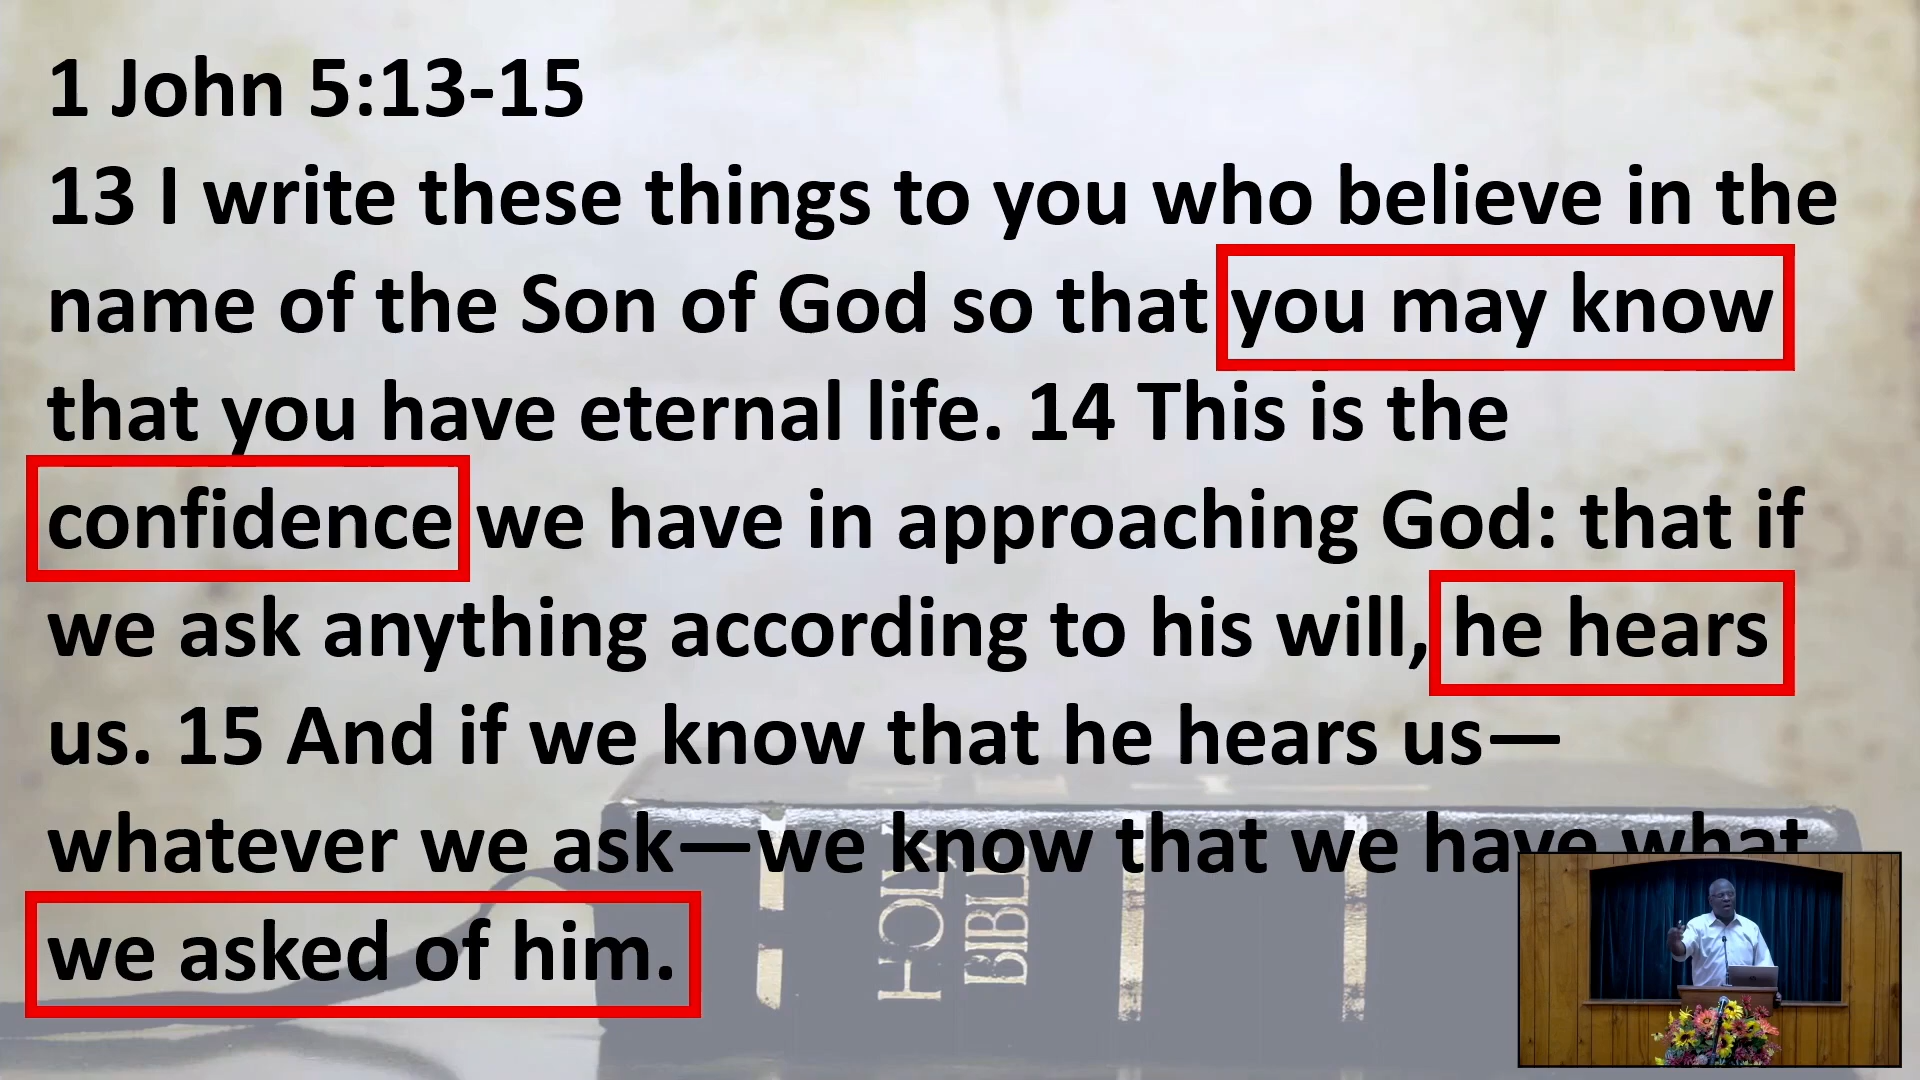 1 John 5:13-15
13 I write these things to you who believe in the
name of the Son of God so that you may know
that you have eternal life. 14 This is the
confidence we have in approaching God: that if
we ask anything according to his will, he hears
us. 15 And if we know that he hears us—
whatever we ask—we know that we have what
we asked of him.
HOLY
BIBLE